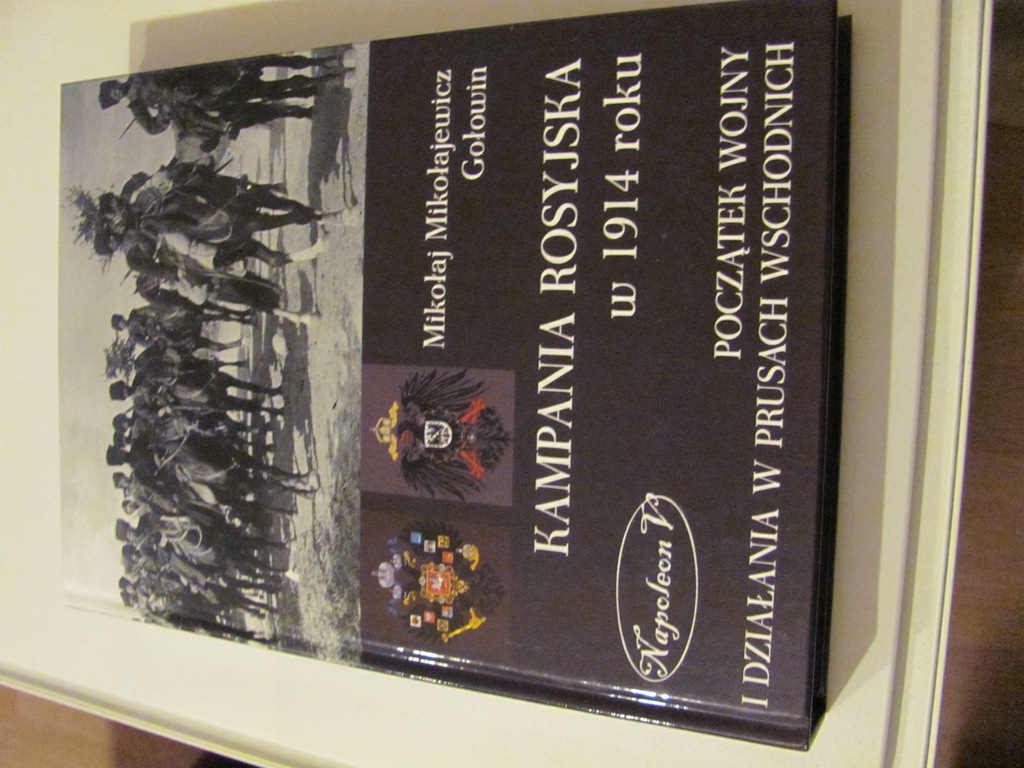 Mikołaj Mikołajewicz
Gołowin
KAMPANIA ROSYJSKA
w 1914 roku
Napoleon V
POCZĄTEK WOJNY
I DZIAŁANIA W PRUSACH WSCHODNICH